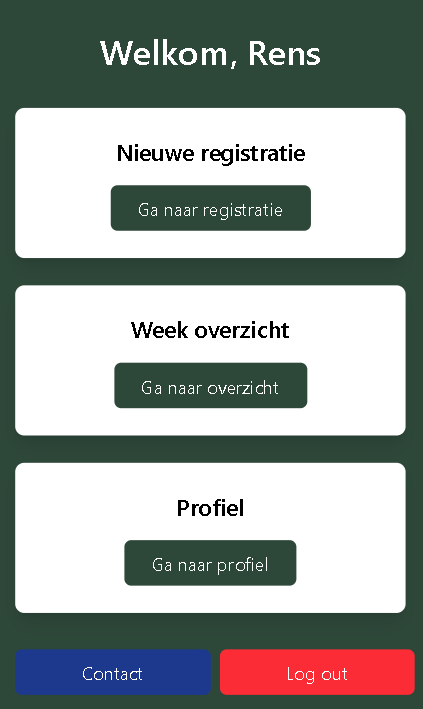 Welkom, Rens
Nieuwe registratie
Ga naar registratie
Week overzicht
Ga naar overzicht
Profiel
Ga naar profiel
Contact
Log out